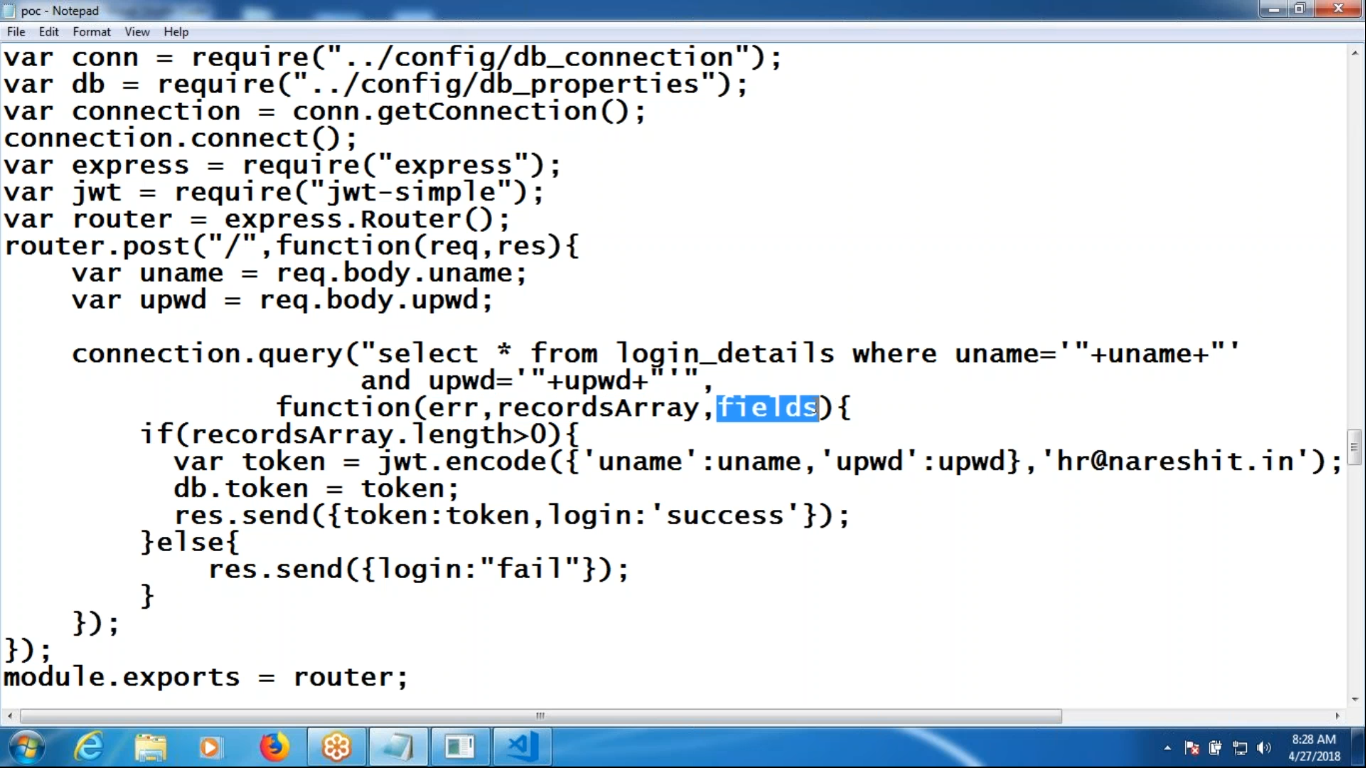 poc - Notepad
File Edit Format View Help
var conn = require("../config/db_connection");
var db = require("../config/db_properties");
var connection = conn.getConnection();
connection.connect();
var express = require("express");
var jwt = require("jwt-simple");
var router = express.Router();
router.post("/",function(req,res){
    var uname = req.body.uname;
    var upwd = req.body.upwd;
    connection.query("select * from login_details where uname='"+uname+"'
                     and upwd='"+upwd+"'",
                function(err,recordsArray,fields){
        if(recordsArray.length>0){
          var token = jwt.encode({'uname':uname,'upwd':upwd},'hr@nareshit.in');
          db.token = token;
          res.send({token:token,login:'success'});
        }else{
            res.send({login:"fail"});
        }
    });
});
module.exports = router;
8:28 AM
4/27/2018